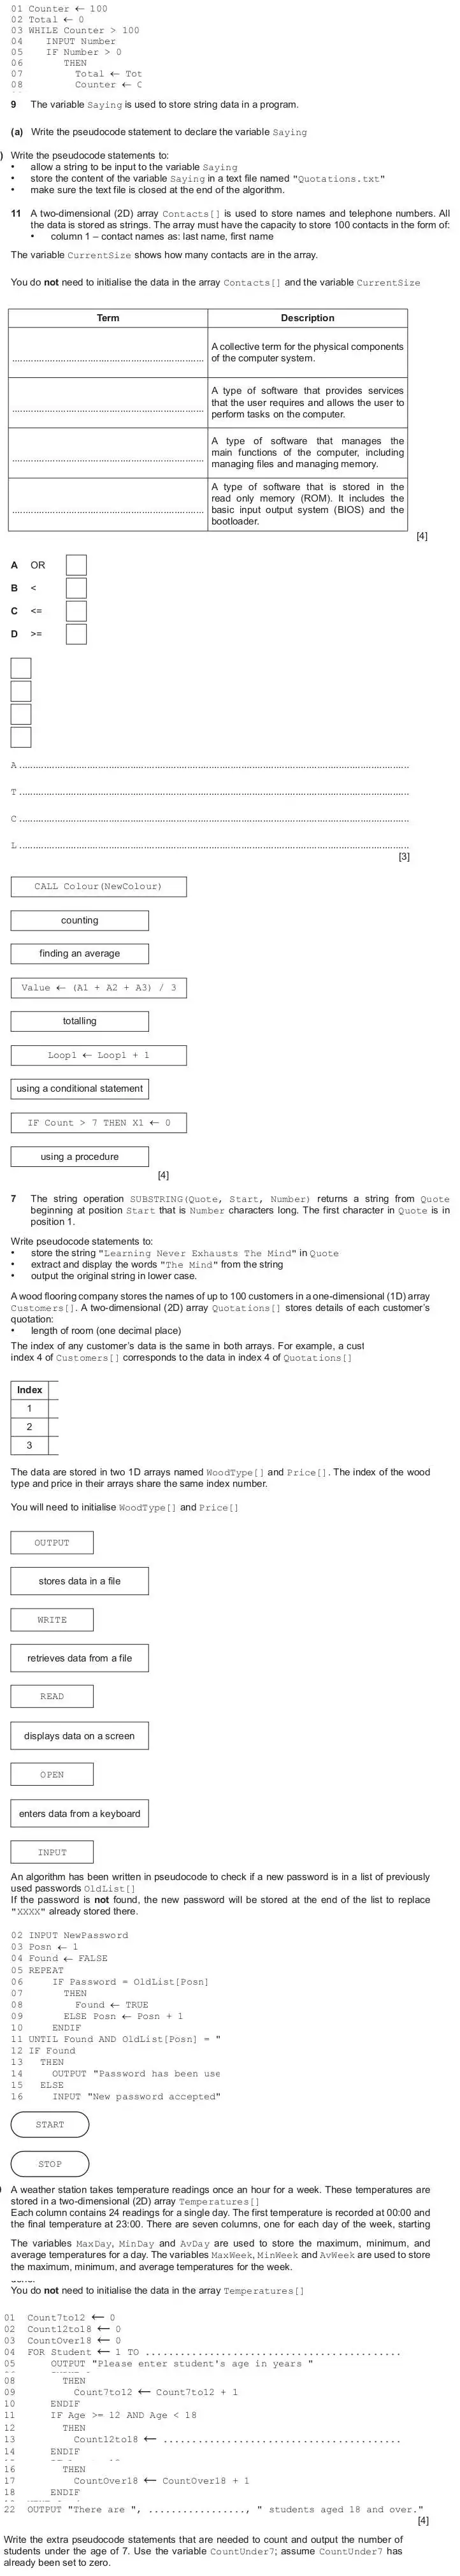 01 Counter ← 100
02 Total ← 0
03 WHILE Counter > 100
04 INPUT Number
05 IF Number > 0
06 THEN
07 Total ← Tot
08 Counter ← C
9 The variable Saying is used to store string data in a program.
(a) Write the pseudocode statement to declare the variable Saying
) Write the pseudocode statements to:
• allow a string to be input to the variable Saying
• store the content of the variable Saying in a text file named "Quotations.txt"
• make sure the text file is closed at the end of the algorithm.
11 A two-dimensional (2D) array Contacts[] is used to store names and telephone numbers. All
the data is stored as strings. The array must have the capacity to store 100 contacts in the form of:
• column 1 – contact names as: last name, first name
The variable CurrentSize shows how many contacts are in the array.
You do not need to initialise the data in the array Contacts[] and the variable CurrentSize
Term Description
A collective term for the physical components
...................................................................... of the computer system.
A type of software that provides services
that the user requires and allows the user to
...................................................................... perform tasks on the computer.
A type of software that manages the
main functions of the computer, including
...................................................................... managing files and managing memory.
A type of software that is stored in the
read only memory (ROM). It includes the
...................................................................... basic input output system (BIOS) and the
bootloader.
[4]
A OR
B <
C <=
D >=
A ......................................................................
T ......................................................................
C ......................................................................
L ......................................................................
[3]
CALL Colour(NewColour)
counting
finding an average
Value ← (A1 + A2 + A3) / 3
totalling
Loop1 ← Loop1 + 1
using a conditional statement
IF Count > 7 THEN X1 ← 0
using a procedure
[4]
7 The string operation SUBSTRING(Quote, Start, Number) returns a string from Quote
beginning at position Start that is Number characters long. The first character in Quote is in
position 1.
Write pseudocode statements to:
• store the string "Learning Never Exhausts The Mind" in Quote
• extract and display the words "The Mind" from the string
• output the original string in lower case.
A wood flooring company stores the names of up to 100 customers in a one-dimensional (1D) array
Customers[]. A two-dimensional (2D) array Quotations[] stores details of each customer's
quotation:
• length of room (one decimal place)
The index of any customer's data is the same in both arrays. For example, a cust
index 4 of Customers[] corresponds to the data in index 4 of Quotations[]
Index
1
2
3
The data are stored in two 1D arrays named WoodType[] and Price[]. The index of the wood
type and price in their arrays share the same index number.
You will need to initialise WoodType[] and Price[]
OUTPUT
stores data in a file
WRITE
retrieves data from a file
READ
displays data on a screen
OPEN
enters data from a keyboard
INPUT
An algorithm has been written in pseudocode to check if a new password is in a list of previously
used passwords OldList[]
If the password is not found, the new password will be stored at the end of the list to replace
"XXXX" already stored there.
02 INPUT NewPassword
03 Posn ← 1
04 Found ← FALSE
05 REPEAT
06 IF Password = OldList[Posn]
07 THEN
08 Found ← TRUE
09 ELSE Posn ← Posn + 1
10 ENDIF
11 UNTIL Found AND OldList[Posn] = "
12 IF Found
13 THEN
14 OUTPUT "Password has been use
15 ELSE
16 INPUT "New password accepted"
START
STOP
) A weather station takes temperature readings once an hour for a week. These temperatures are
stored in a two-dimensional (2D) array Temperatures[]
Each column contains 24 readings for a single day. The first temperature is recorded at 00:00 and
the final temperature at 23:00. There are seven columns, one for each day of the week, starting
The variables MaxDay, MinDay and AvDay are used to store the maximum, minimum, and
average temperatures for a day. The variables MaxWeek, MinWeek and AvWeek are used to store
the maximum, minimum, and average temperatures for the week.
You do not need to initialise the data in the array Temperatures[]
01 Count7to12 ← 0
02 Count12to18 ← 0
03 CountOver18 ← 0
04 FOR Student ← 1 TO ............................................
05 OUTPUT "Please enter student's age in years "
08 THEN
09 Count7to12 ← Count7to12 + 1
10 ENDIF
11 IF Age >= 12 AND Age < 18
12 THEN
13 Count12to18 ← .........................................
14 ENDIF
16 THEN
17 CountOver18 ← CountOver18 + 1
18 ENDIF
22 OUTPUT "There are ", ................., " students aged 18 and over."
[4]
Write the extra pseudocode statements that are needed to count and output the number of
students under the age of 7. Use the variable CountUnder7; assume CountUnder7 has
already been set to zero.